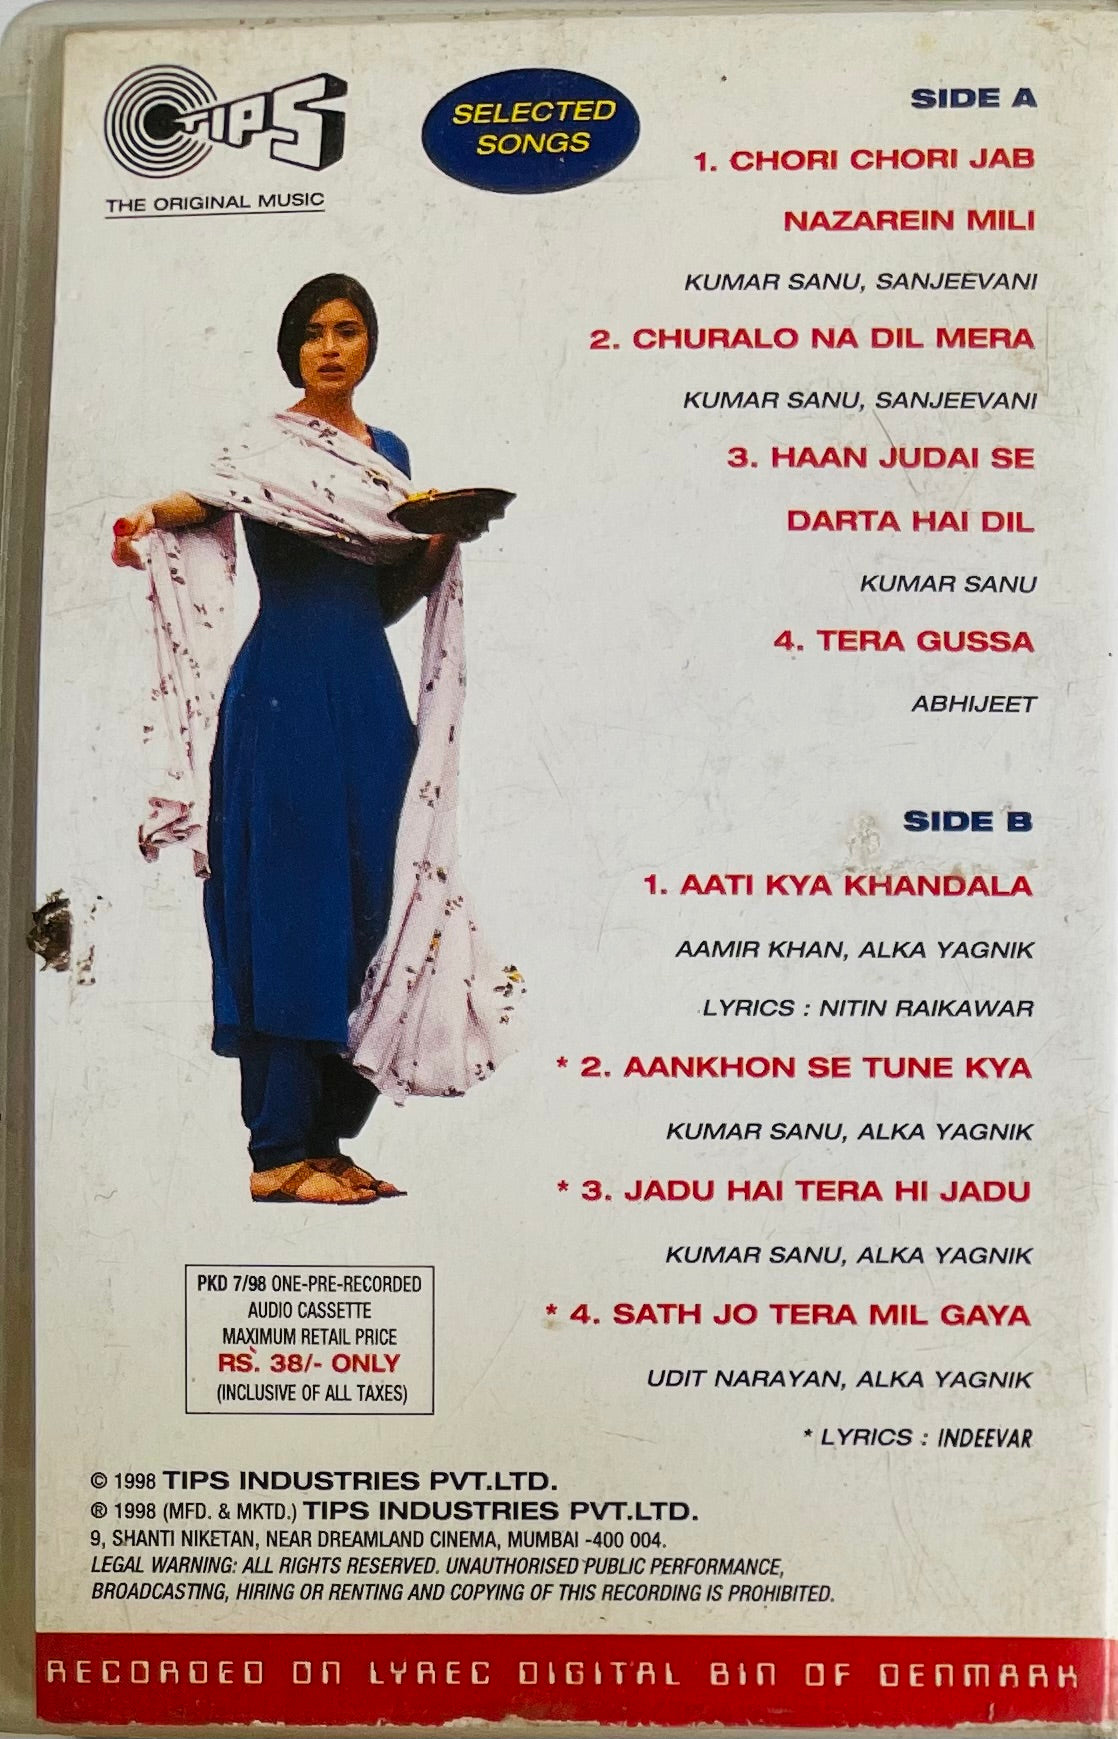 TIPS
THE ORIGINAL MUSIC
SELECTED
SONGS
SIDE A
1. CHORI CHORI JAB
NAZAREIN MILI
KUMAR SANU, SANJEEVANI
2. CHURALO NA DIL MERA
KUMAR SANU, SANJEEVANI
3. HAAN JUDAI SE
DARTA HAI DIL
KUMAR SANU
4. TERA GUSSA
ABHIJEET
SIDE B
1. AATI KYA KHANDALA
AAMIR KHAN, ALKA YAGNIK
LYRICS : NITIN RAIKAWAR
* 2. AANKHON SE TUNE KYA
KUMAR SANU, ALKA YAGNIK
* 3. JADU HAI TERA HI JADU
KUMAR SANU, ALKA YAGNIK
* 4. SATH JO TERA MIL GAYA
UDIT NARAYAN, ALKA YAGNIK
* LYRICS : INDEEVAR
PKD 7/98 ONE-PRE-RECORDED
AUDIO CASSETTE
MAXIMUM RETAIL PRICE
RS. 38/- ONLY
(INCLUSIVE OF ALL TAXES)
© 1998 TIPS INDUSTRIES PVT.LTD.
® 1998 (MFD. & MKTD.) TIPS INDUSTRIES PVT.LTD.
9, SHANTI NIKETAN, NEAR DREAMLAND CINEMA, MUMBAI -400 004.
LEGAL WARNING: ALL RIGHTS RESERVED. UNAUTHORISED PUBLIC PERFORMANCE,
BROADCASTING, HIRING OR RENTING AND COPYING OF THIS RECORDING IS PROHIBITED.
RECORDED ON LYREC DIGITAL BIN OF DENMARK